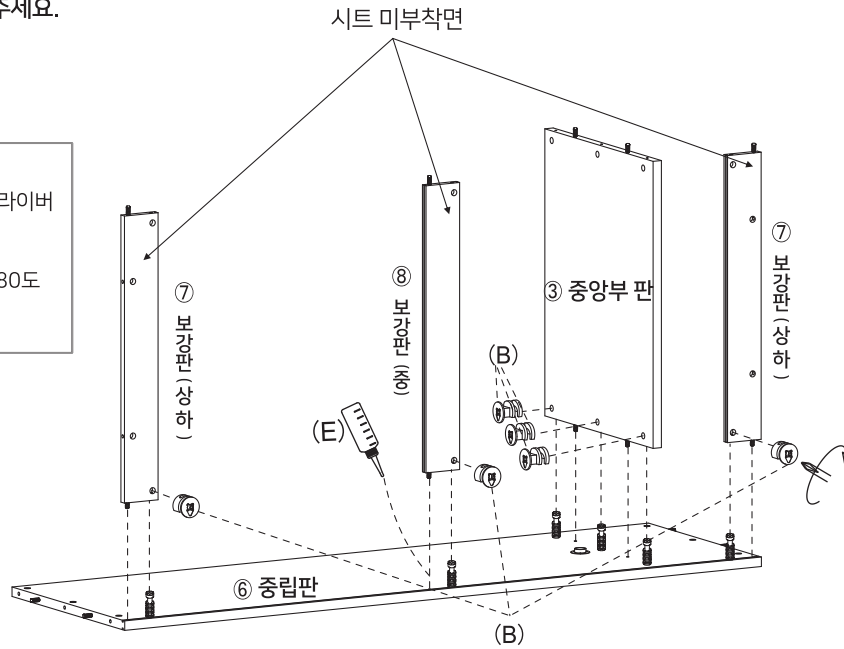 주세요.
시트 미부착면
라이버
80도
⑦ 보강판 (상하)
⑧ 보강판 (중)
③ 중앙부 판
⑦ 보강판 (상하)
(B)
(E)
⑥ 중립판
(B)